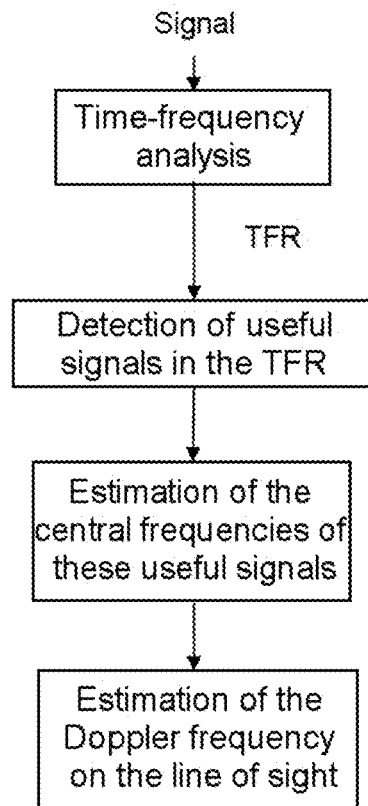 Signal
Time-frequency
analysis
TFR
Detection of useful
signals in the TFR
Estimation of the
central frequencies of
these useful signals
Estimation of the
Doppler frequency
on the line of sight